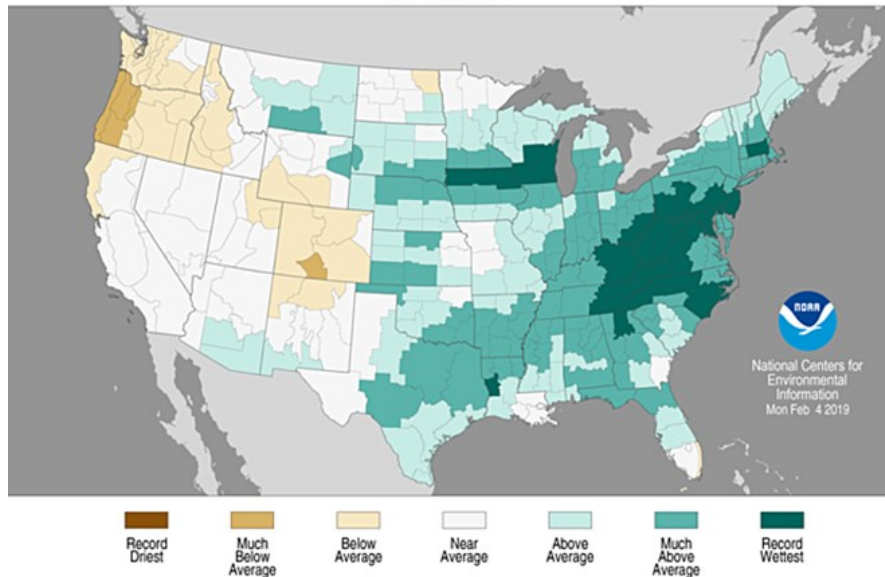 NOAA
National Centers for
Environmental
Information
Mon Feb 4 2019
Record
Driest
Much
Below
Average
Below
Average
Near
Average
Above
Average
Much
Above
Average
Record
Wettest